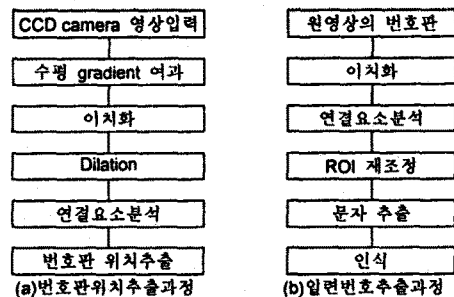 CCD camera 영상입력
수평 gradient 여과
이치화
Dilation
연결요소분석
번호판 위치추출
(a)번호판위치추출과정
원영상의 번호판
이치화
연결요소분석
ROI 재조정
문자 추출
인식
(b)일련번호추출과정